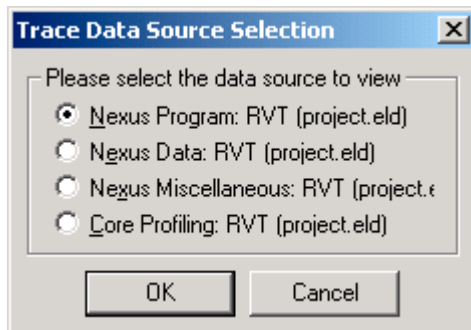 Trace Data Source Selection
Please select the data source to view
Nexus Program: RVT (project.eld)
Nexus Data: RVT (project.eld)
Nexus Miscellaneous: RVT (project.e
Core Profiling: RVT (project.eld)
OK Cancel